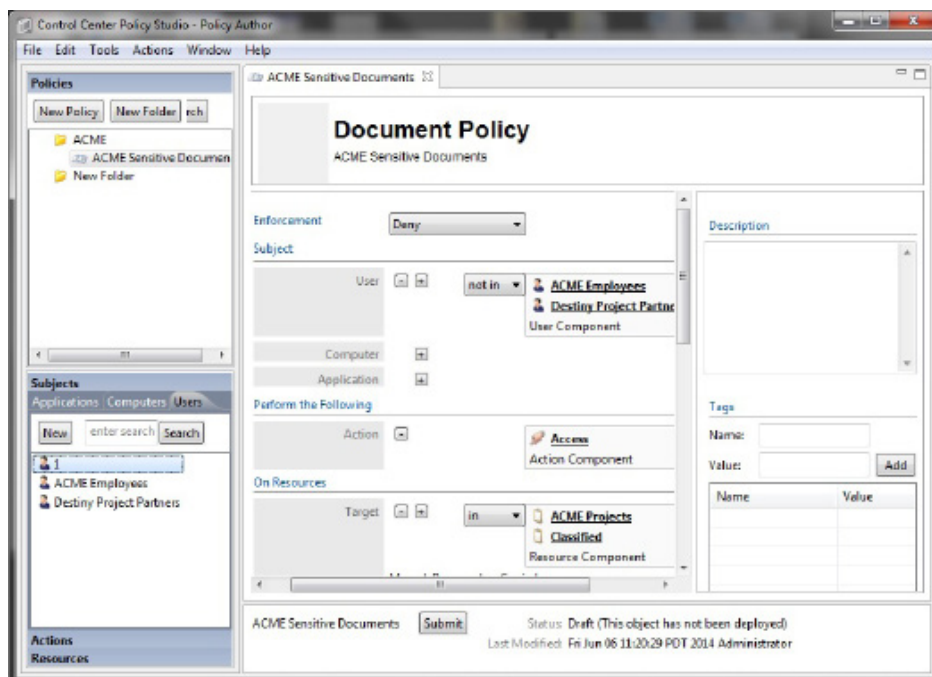 Control Center Policy Studio - Policy Author
File Edit Tools Actions Window Help
Policies
New Policy New Folder rch
ACME
ACME Sensitive Documen
New Folder
Subjects
Applications Computers Users
New enter search Search
1
ACME Employees
Destiny Project Partners
Actions
Resources
ACME Sensitive Documents
Document Policy
ACME Sensitive Documents
Enforcement Deny
Subject
User - + not in ACME Employees
Destiny Project Partne
User Component
Computer +
Application +
Perform the Following
Action - Access
Action Component
On Resources
Target - + in ACME Projects
Classified
Resource Component
Description
Tags
Name:
Value: Add
Name Value
ACME Sensitive Documents Submit Status: Draft (This object has not been deployed)
Last Modified: Fri Jun 06 11:20:29 PDT 2014 Administrator